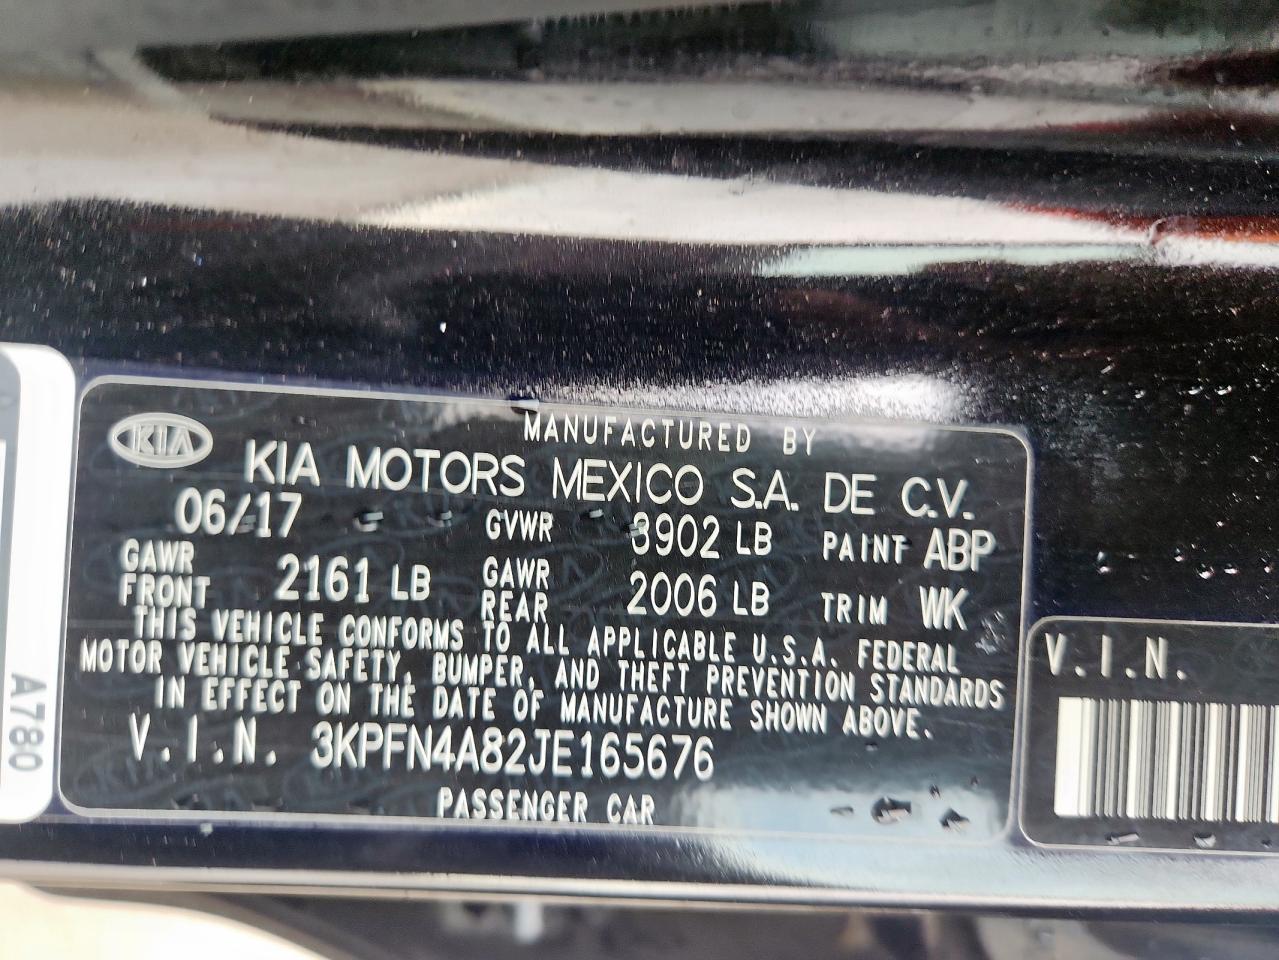 MANUFACTURED BY
KIA KIA MOTORS MEXICO S.A. DE C.V.
06/17 GVWR 3902 LB PAINT ABP
GAWR FRONT 2161 LB GAWR REAR 2006 LB TRIM WK
THIS VEHICLE CONFORMS TO ALL APPLICABLE U.S.A. FEDERAL
MOTOR VEHICLE SAFETY, BUMPER, AND THEFT PREVENTION STANDARDS
IN EFFECT ON THE DATE OF MANUFACTURE SHOWN ABOVE.
V.I.N. 3KPFN4A82JE165676
PASSENGER CAR
V.I.N.
A780